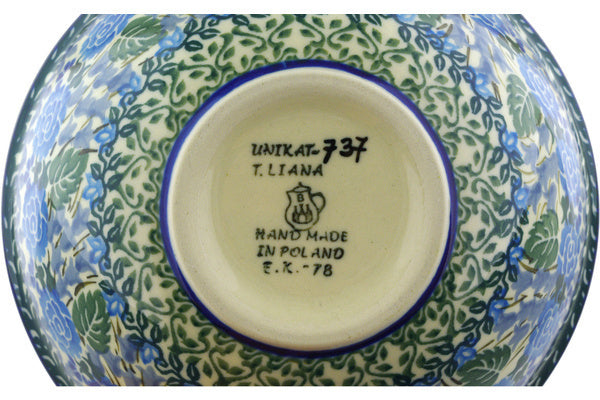 UNIKAT-737
T. LIANA
B
HAND MADE
IN POLAND
E.K.-78